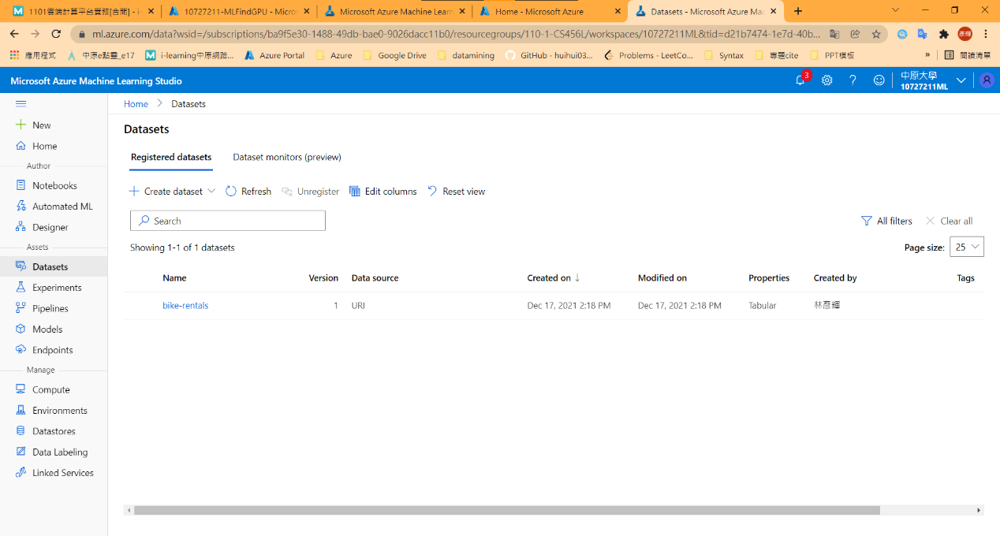 1101雲端計算平台實務[合開] - i-
10727211-MLFindGPU - Micro
Microsoft Azure Machine Learn
Home - Microsoft Azure
Datasets - Microsoft Azure Mac
ml.azure.com/data?wsid=/subscriptions/ba9f5e30-1488-49db-bae0-9026dacc11b0/resourcegroups/110-1-CS456L/workspaces/10727211ML&tid=d21b7474-1e7d-40b...
彥輝
應用程式 中原e點靈_e17 i-learning中原網路... Azure Portal Azure Google Drive datamining GitHub - huihui03... Problems - LeetCo... Syntax 專題cite PPT模板 » 閱讀清單
Microsoft Azure Machine Learning Studio
3
中原大學
10727211ML
New
Home
Author
Notebooks
Automated ML
Designer
Assets
Datasets
Experiments
Pipelines
Models
Endpoints
Manage
Compute
Environments
Datastores
Data Labeling
Linked Services
Home > Datasets
Datasets
Registered datasets Dataset monitors (preview)
Create dataset Refresh Unregister Edit columns Reset view
Search
All filters Clear all
Showing 1-1 of 1 datasets
Page size: 25
Name Version Data source Created on ↓ Modified on Properties Created by Tags
bike-rentals 1 URI Dec 17, 2021 2:18 PM Dec 17, 2021 2:18 PM Tabular 林彥輝